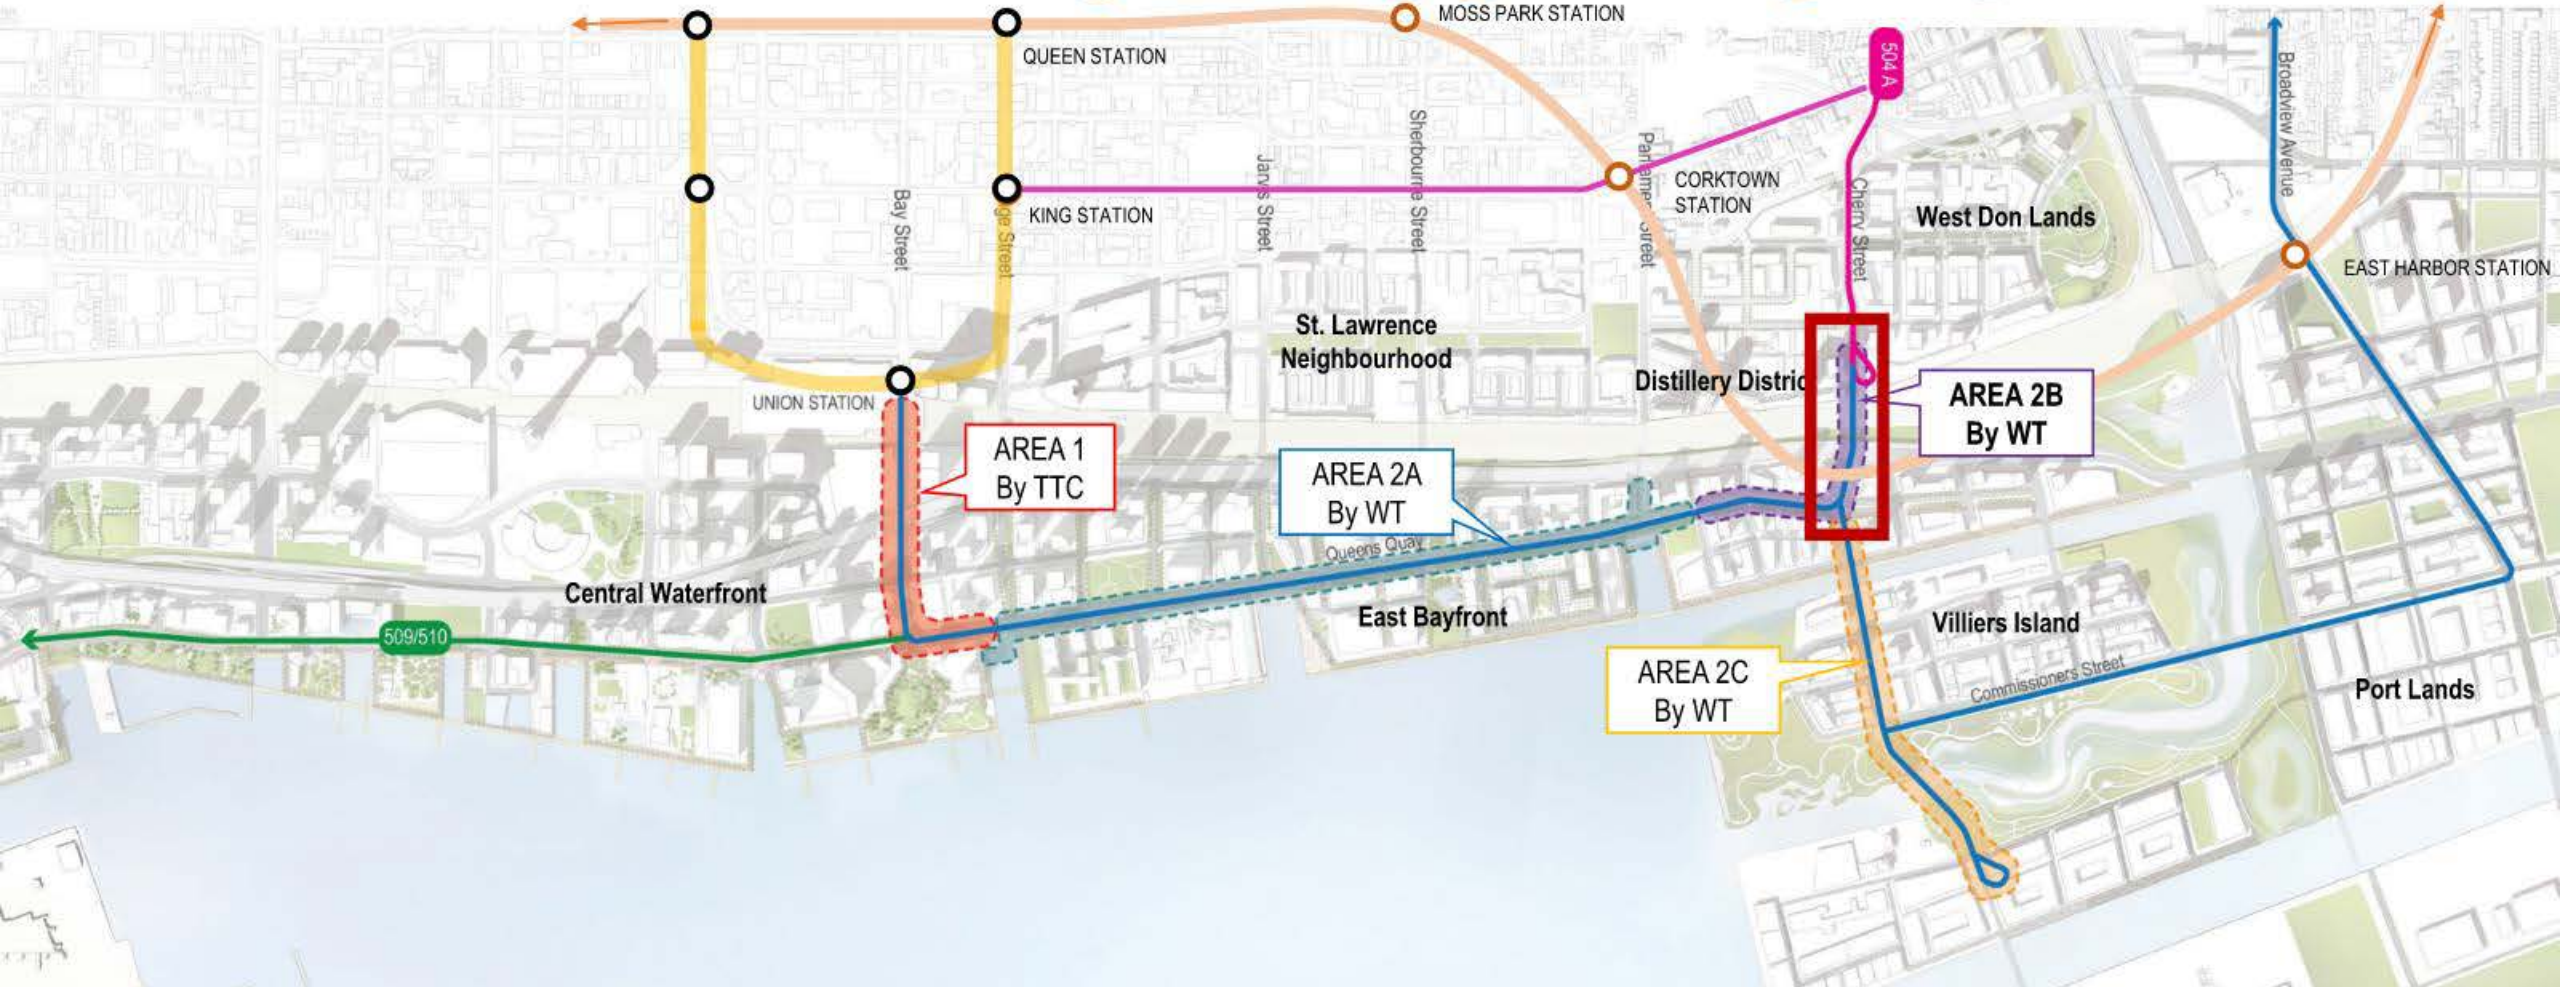 MOSS PARK STATION
QUEEN STATION
504 A
Broadview Avenue
Sherbourne Street
Jarvis Street
CORKTOWN
STATION
Cherry Street
Bay Street
KING STATION
Street
Street
West Don Lands
EAST HARBOR STATION
St. Lawrence
Neighbourhood
Distillery Distric
UNION STATION
AREA 2B
By WT
AREA 1
By TTC
AREA 2A
By WT
Queens Quay
Central Waterfront
509/510
East Bayfront
Villiers Island
AREA 2C
By WT
Commissioners Street
Port Lands